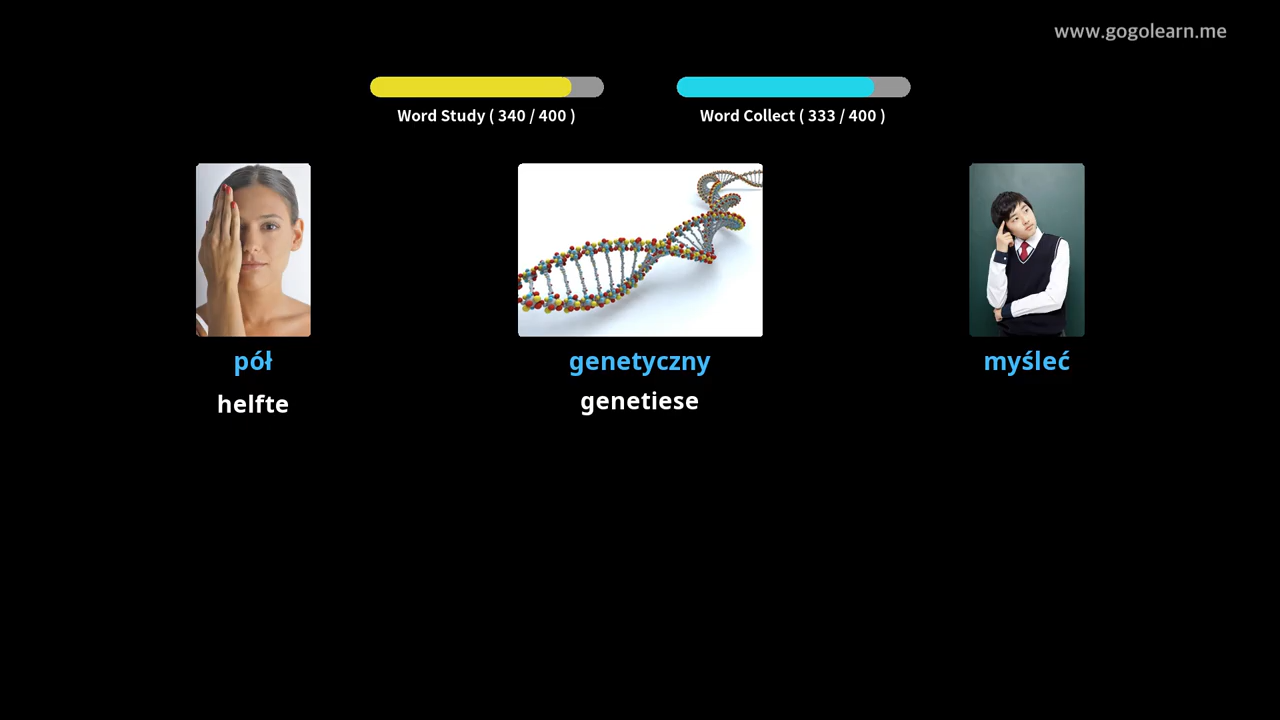 www.gogolearn.me
Word Study ( 340 / 400 )
Word Collect ( 333 / 400 )
pół
genetyczny
myśleć
helfte
genetiese